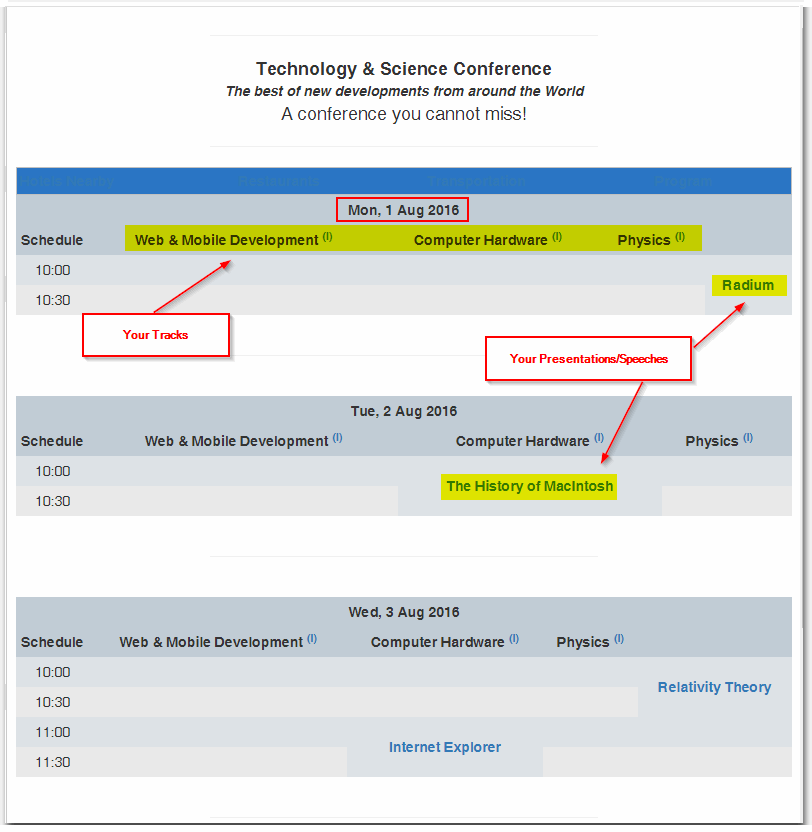 Technology & Science Conference
The best of new developments from around the World
A conference you cannot miss!
Mon, 1 Aug 2016
Schedule Web & Mobile Development (I) Computer Hardware (I) Physics (I)
10:00
Radium
10:30
Your Tracks
Your Presentations/Speeches
Tue, 2 Aug 2016
Schedule Web & Mobile Development (I) Computer Hardware (I) Physics (I)
10:00
The History of MacIntosh
10:30
Wed, 3 Aug 2016
Schedule Web & Mobile Development (I) Computer Hardware (I) Physics (I)
10:00
Relativity Theory
10:30
11:00
Internet Explorer
11:30